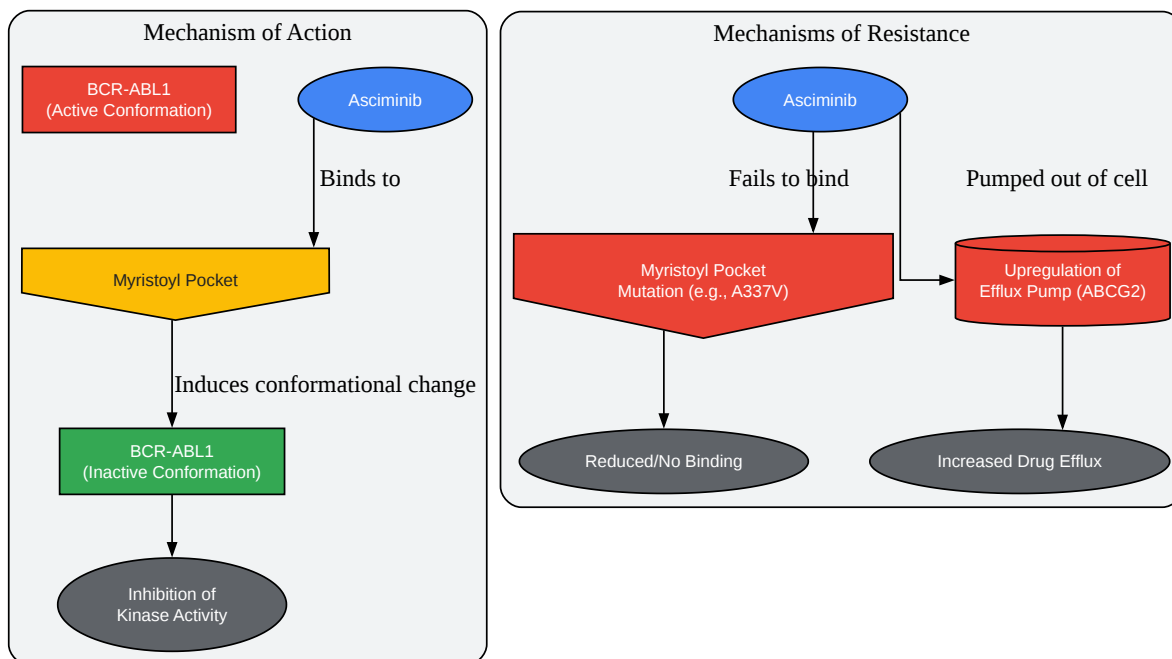 Mechanism of Action
BCR-ABL1
(Active Conformation)
Asciminib
Binds to
Myristoyl Pocket
Induces conformational change
BCR-ABL1
(Inactive Conformation)
Inhibition of
Kinase Activity
Mechanisms of Resistance
Asciminib
Fails to bind
Pumped out of cell
Myristoyl Pocket
Mutation (e.g., A337V)
Upregulation of
Efflux Pump (ABCG2)
Reduced/No Binding
Increased Drug Efflux